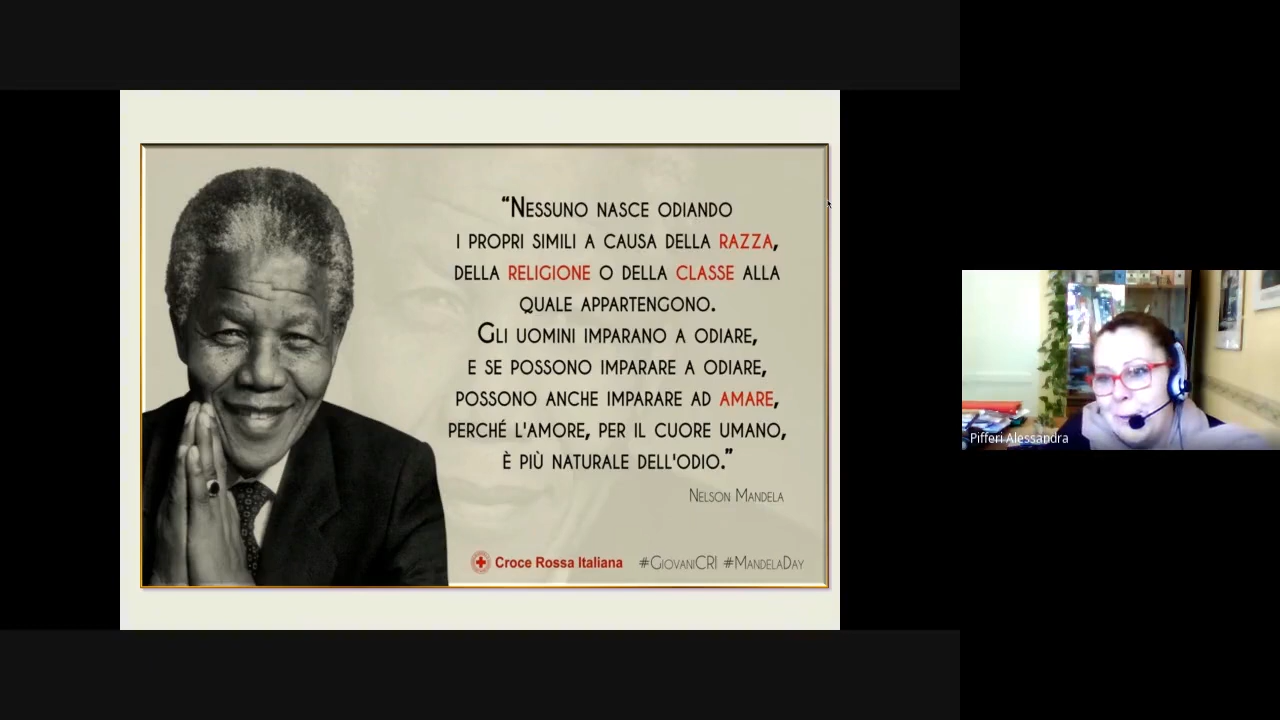 “Nessuno nasce odiando
i propri simili a causa della razza,
della religione o della classe alla
quale appartengono.
Gli uomini imparano a odiare,
e se possono imparare a odiare,
possono anche imparare ad amare,
perché l'amore, per il cuore umano,
è più naturale dell'odio.”
Nelson Mandela
Croce Rossa Italiana #GiovaniCRI #MandelaDay
Pifferi Alessandra